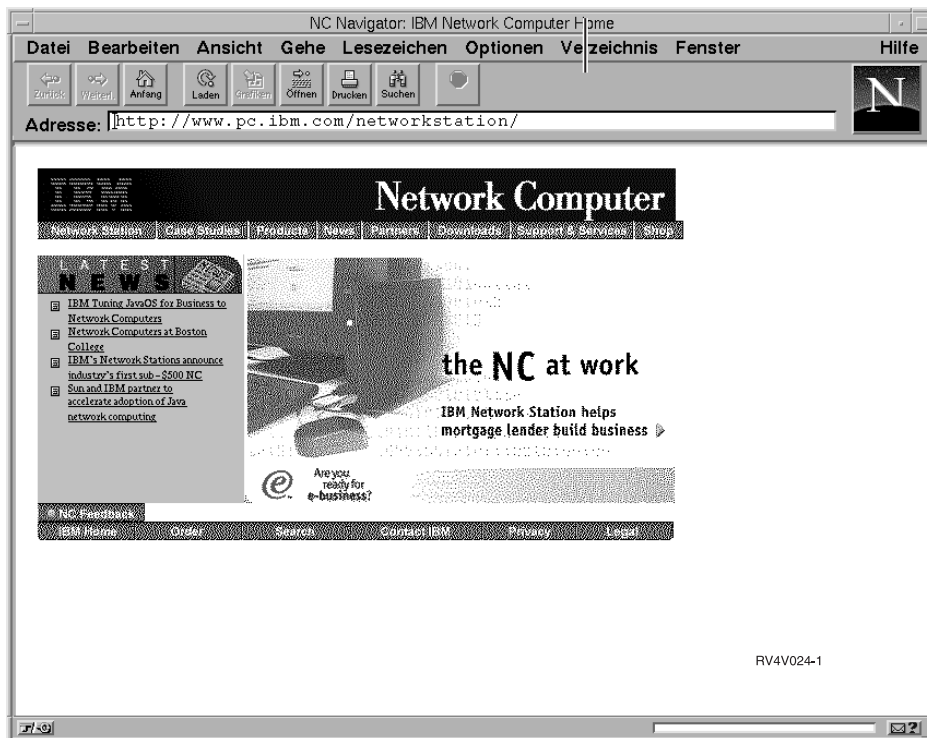 NC Navigator: IBM Network Computer Home
Datei Bearbeiten Ansicht Gehe Lesezeichen Optionen Verzeichnis Fenster Hilfe
Zurück Weiterl. Anfang Laden Grafiken Öffnen Drucken Suchen
N
Adresse: http://www.pc.ibm.com/networkstation/
IBM Network Computer
Network Station Case Studies Products News Partners Downloads Support & Services Shop
LATEST
NEWS
IBM Tuning JavaOS for Business to
Network Computers
Network Computers at Boston
College
IBM's Network Stations announce
industry's first sub-$500 NC
Sun and IBM partner to
accelerate adoption of Java
network computing
the NC at work
IBM Network Station helps
mortgage lender build business
e Are you
ready for
e-business?
NC Feedback
IBM Home Order Search Contact IBM Privacy Legal
RV4V024-1
?